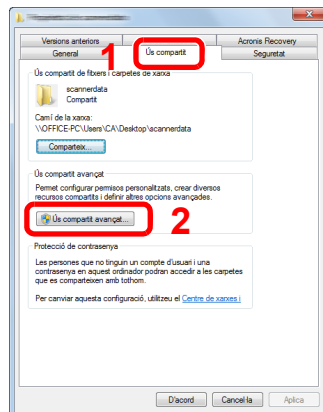 Versions anteriors
Acronis Recovery
General
Ús compartit
Seguretat
1
Ús compartit de fitxers i carpetes de xarxa
scannerdata
Compartit
Camí de la xarxa:
\\OFFICE-PC\Users\CA\Desktop\scannerdata
Comparteix...
Ús compartit avançat
Permet configurar permisos personalitzats, crear diversos
recursos compartits i definir altres opcions avançades.
Ús compartit avançat...
2
Protecció de contrasenya
Les persones que no tinguin un compte d'usuari i una
contrasenya en aquest ordinador podran accedir a les carpetes
que es comparteixen amb tothom.
Per canviar aquesta configuració, utilitzeu el Centre de xarxes i
D'acord
Cancel·la
Aplica